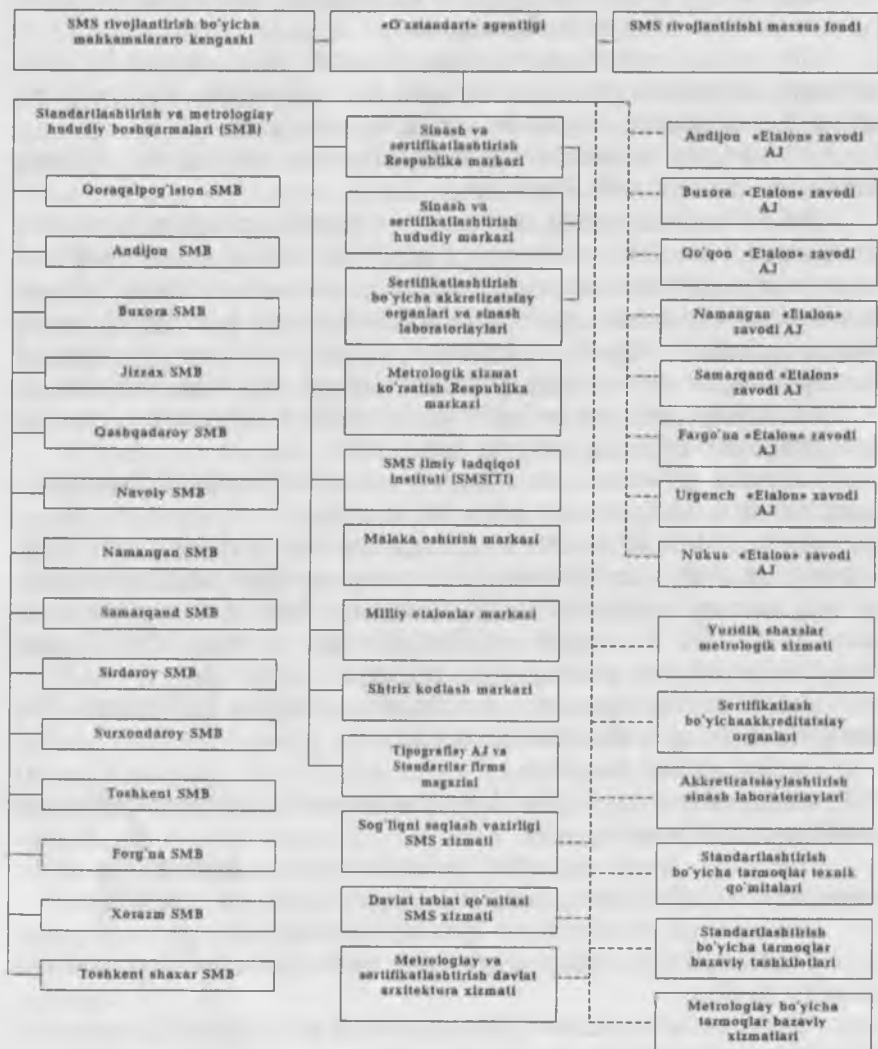 SMS rivojlantirish bo'yicha
mahkamalararo kengashi
«O'zstandart» agentligi
SMS rivojlantirishi maxsus fondi
Standartlashtirish va metrologiay
hududiy boshqarmalari (SMB)
Qoraqalpog'iston SMB
Andijon SMB
Buxora SMB
Jizzax SMB
Qashqadaroy SMB
Navoiy SMB
Namangan SMB
Samarqand SMB
Sirdaroy SMB
Surxondaroy SMB
Toshkent SMB
Forg'na SMB
Xorazm SMB
Toshkent shaxar SMB
Sinash va
sertifikatlashtirish
Respublika markazi
Sinash va
sertifikatlashtirish
hududiy markazi
Sertifikatlashtirish
bo'yicha akkretizatsiay
organlari va sinash
laboratoriaylari
Metrologik xizmat
ko'rsatish Respublika
markazi
SMS ilmiy tadqiqot
instituti (SMSITI)
Malaka oshirish markazi
Milliy etalonlar markazi
Shtrix kodlash markazi
Tipografiay AJ va
Standartlar firma
magazini
Sog'liqni saqlash vazirligi
SMS xizmati
Davlat tabiat qo'mitasi
SMS xizmati
Metrologiay va
sertifikatlashtirish davlat
arxitektura xizmati
Andijon «Etalon» zavodi
AJ
Buxora «Etalon» zavodi
AJ
Qo'qon «Etalon» zavodi
AJ
Namangan «Etalon»
zavodi AJ
Samarqand «Etalon»
zavodi AJ
Fargo'na «Etalon» zavodi
AJ
Urgench «Etalon» zavodi
AJ
Nukus «Etalon» zavodi
AJ
Yuridik shaxslar
metrologik xizmati
Sertifikatlash
bo'yichaakkreditatsiay
organlari
Akkretizatsiaylashtirish
sinash laboratoriaylari
Standartlashtirish
bo'yicha tarmoqlar texnik
qo'mitalari
Standartlashtirish
bo'yicha tarmoqlar
bazaviy tashkilotlari
Metrologiay bo'yicha
tarmoqlar bazaviy
xizmatlari